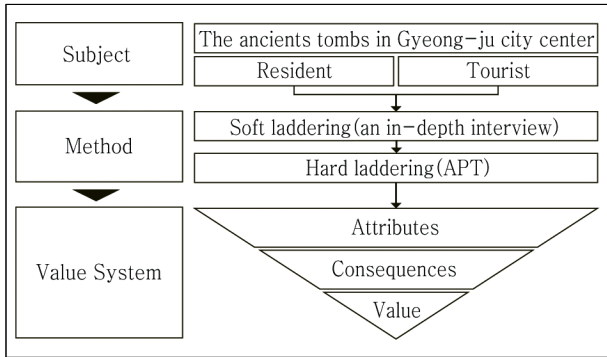 Subject
The ancients tombs in Gyeong-ju city center
Resident
Tourist
Method
Soft laddering(an in-depth interview)
Hard laddering(APT)
Value System
Attributes
Consequences
Value